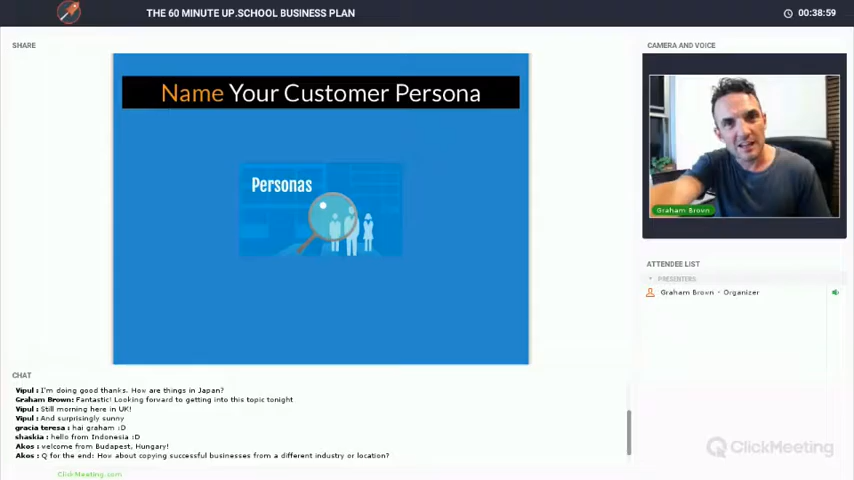 THE 60 MINUTE UP.SCHOOL BUSINESS PLAN
00:38:59
SHARE
Name Your Customer Persona
Personas
CAMERA AND VOICE
Graham Brown
ATTENDEE LIST
PRESENTERS
Graham Brown - Organizer
CHAT
Vipul : I'm doing good thanks. How are things in Japan?
Graham Brown: Fantastic! Looking forward to getting into this topic tonight
Vipul : Still morning here in UK!
Vipul : And surprisingly sunny
gracia teresa : hai graham :D
shaskia : hello from Indonesia :D
Akos : welcome from Budapest, Hungary!
Akos : Q for the end: How about copying successful businesses from a different industry or location?
ClickMeeting.com
ClickMeeting